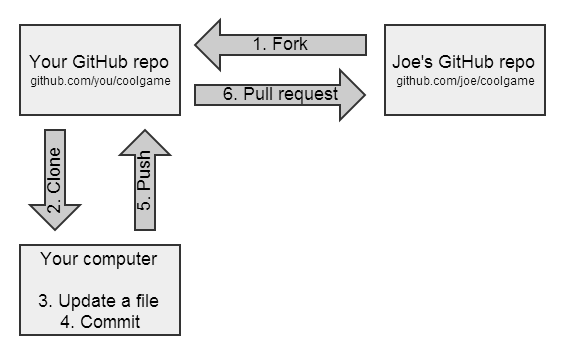 Your GitHub repo
github.com/you/coolgame
1. Fork
6. Pull request
Joe's GitHub repo
github.com/joe/coolgame
2. Clone
5. Push
Your computer
3. Update a file
4. Commit